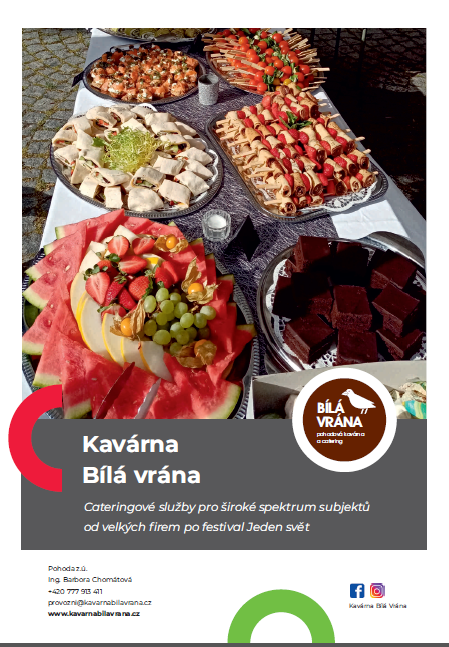 BÍLÁ
VRÁNA
pohodová kavárna
a catering
Kavárna
Bílá vrána
Cateringové služby pro široké spektrum subjektů
od velkých firem po festival Jeden svět
Pohoda z.ú.
Ing. Barbora Chomátová
+420 777 913 411
provozni@kavarnabilavrana.cz
www.kavarnabilavrana.cz
Kavárna Bílá Vrána